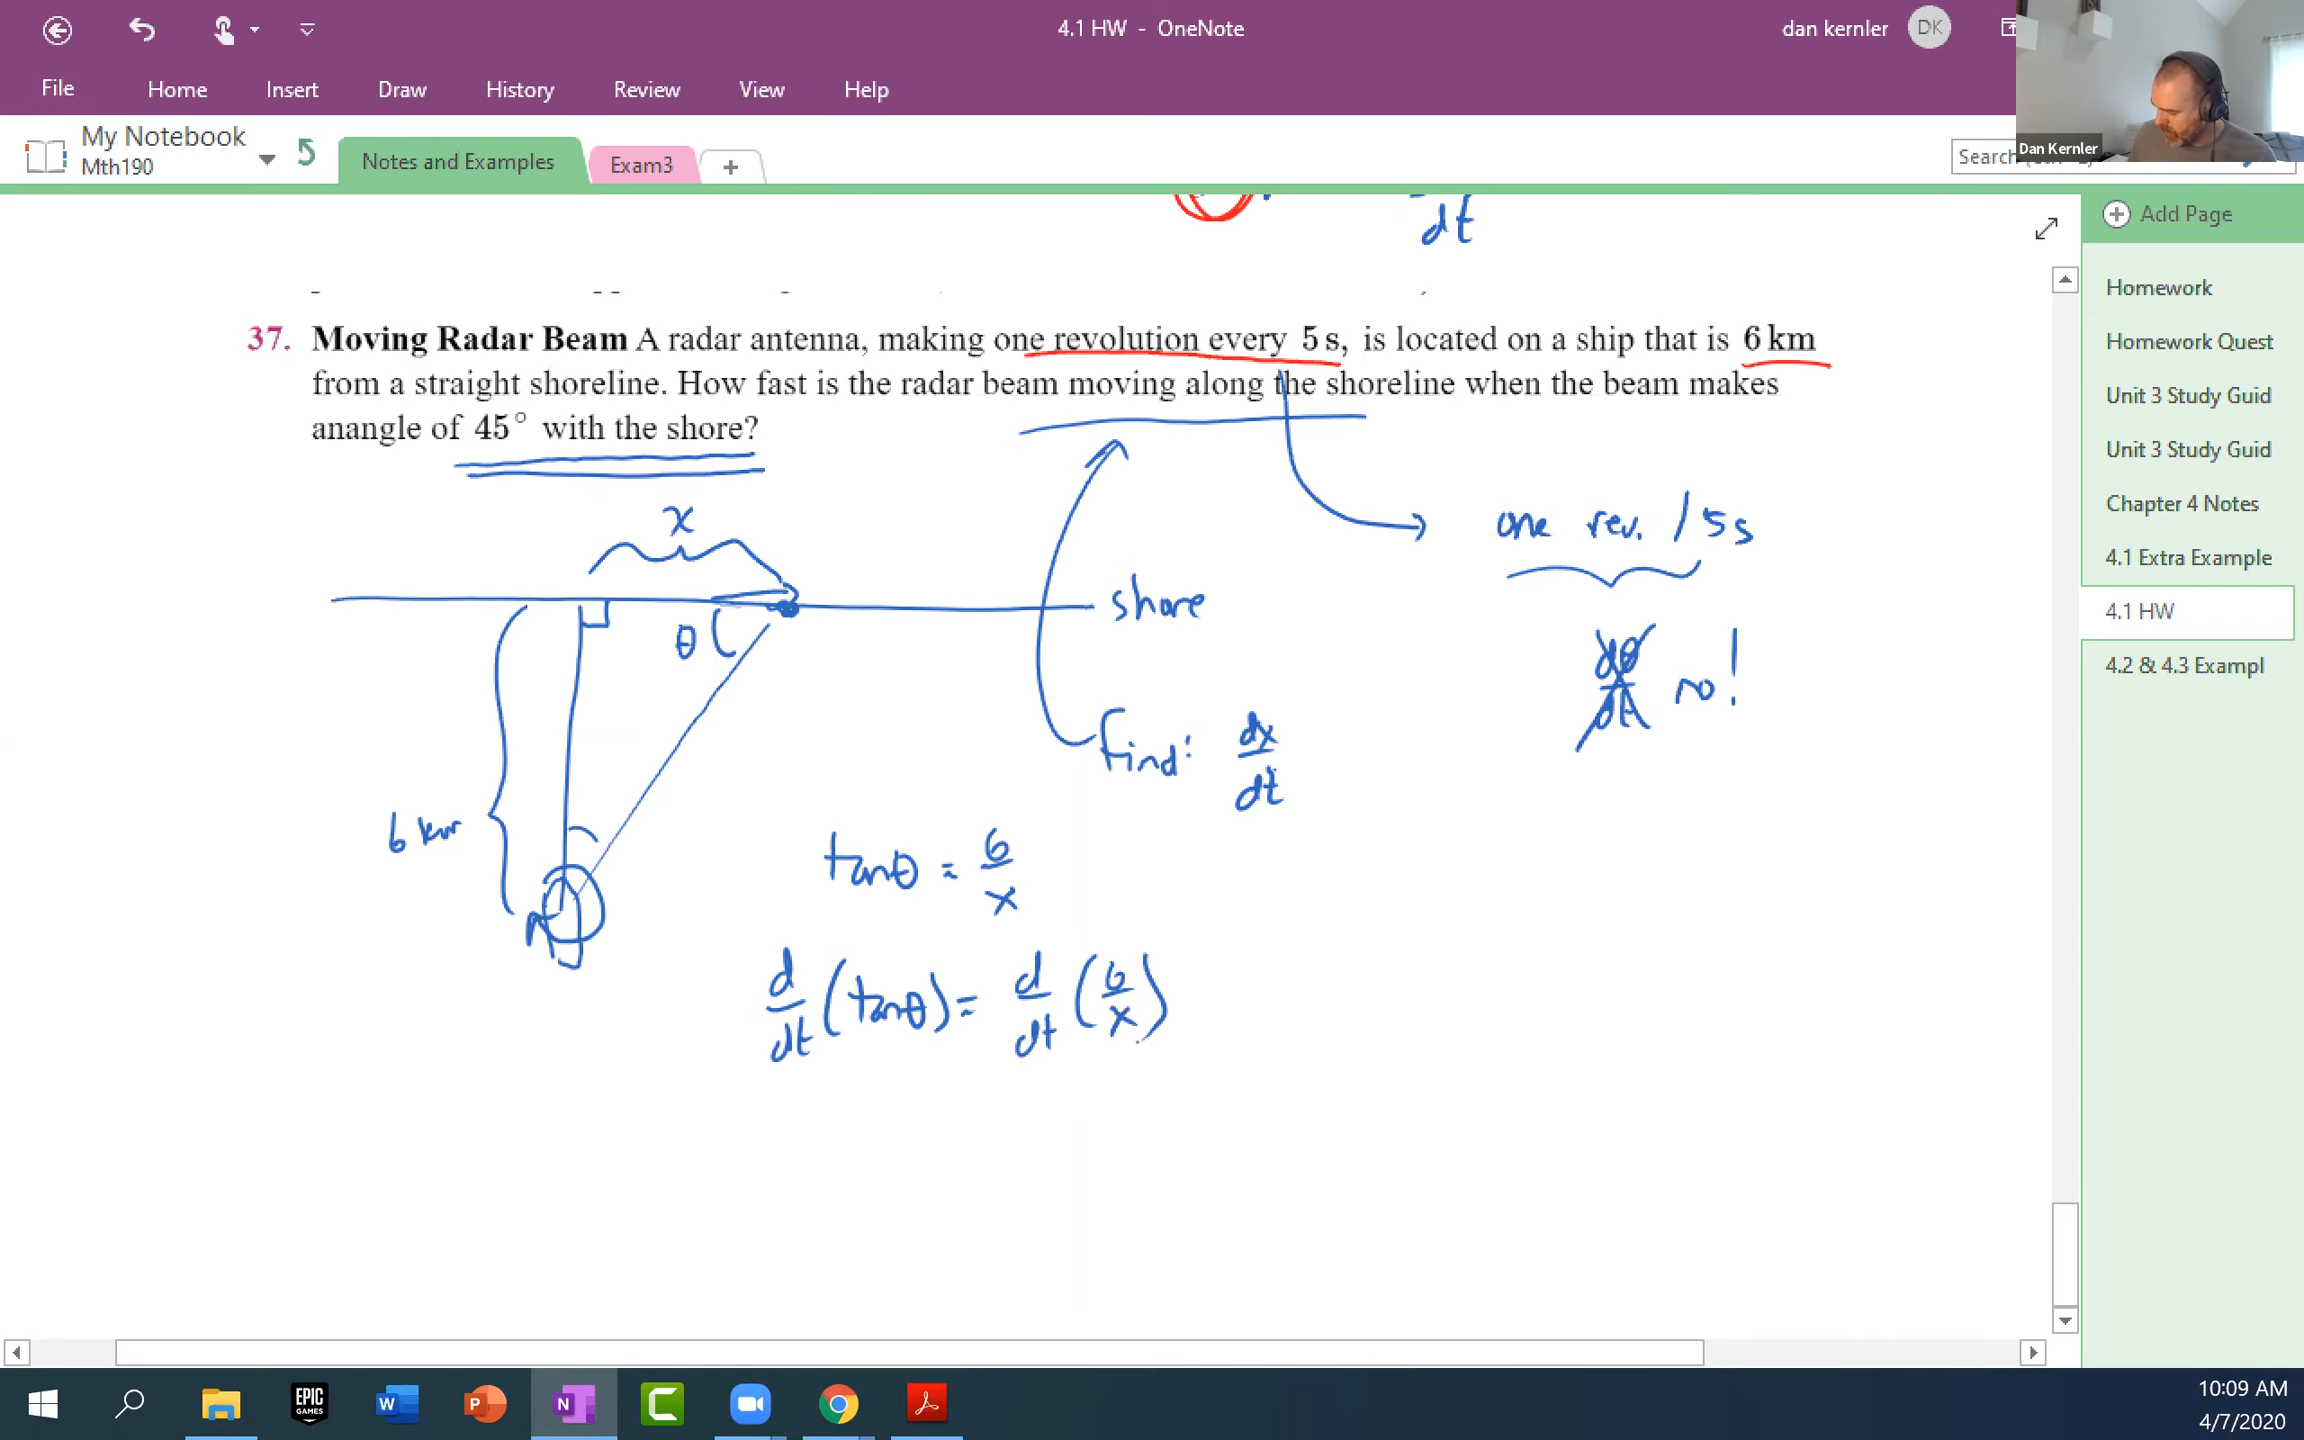 4.1 HW - OneNote
dan kernler
DK
File
Home
Insert
Draw
History
Review
View
Help
Dan Kernler
My Notebook
Mth190
Notes and Examples
Exam3
+
Search
Add Page
Homework
Homework Quest
Unit 3 Study Guid
Unit 3 Study Guid
Chapter 4 Notes
4.1 Extra Example
4.1 HW
4.2 & 4.3 Exampl
dt
37. Moving Radar Beam A radar antenna, making one revolution every 5 s, is located on a ship that is 6 km
from a straight shoreline. How fast is the radar beam moving along the shoreline when the beam makes
anangle of 45° with the shore?
x
one rev. / 5s
shore
θ
dθ/dt no!
find: dx/dt
6 km
tanθ = 6/x
d/dt (tanθ) = d/dt (6/x)
EPIC
GAMES
W
P
N
C
10:09 AM
4/7/2020